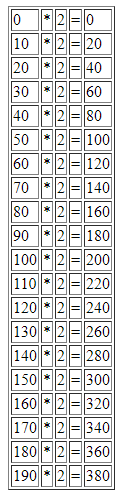 0 * 2 = 0
10 * 2 = 20
20 * 2 = 40
30 * 2 = 60
40 * 2 = 80
50 * 2 = 100
60 * 2 = 120
70 * 2 = 140
80 * 2 = 160
90 * 2 = 180
100 * 2 = 200
110 * 2 = 220
120 * 2 = 240
130 * 2 = 260
140 * 2 = 280
150 * 2 = 300
160 * 2 = 320
170 * 2 = 340
180 * 2 = 360
190 * 2 = 380